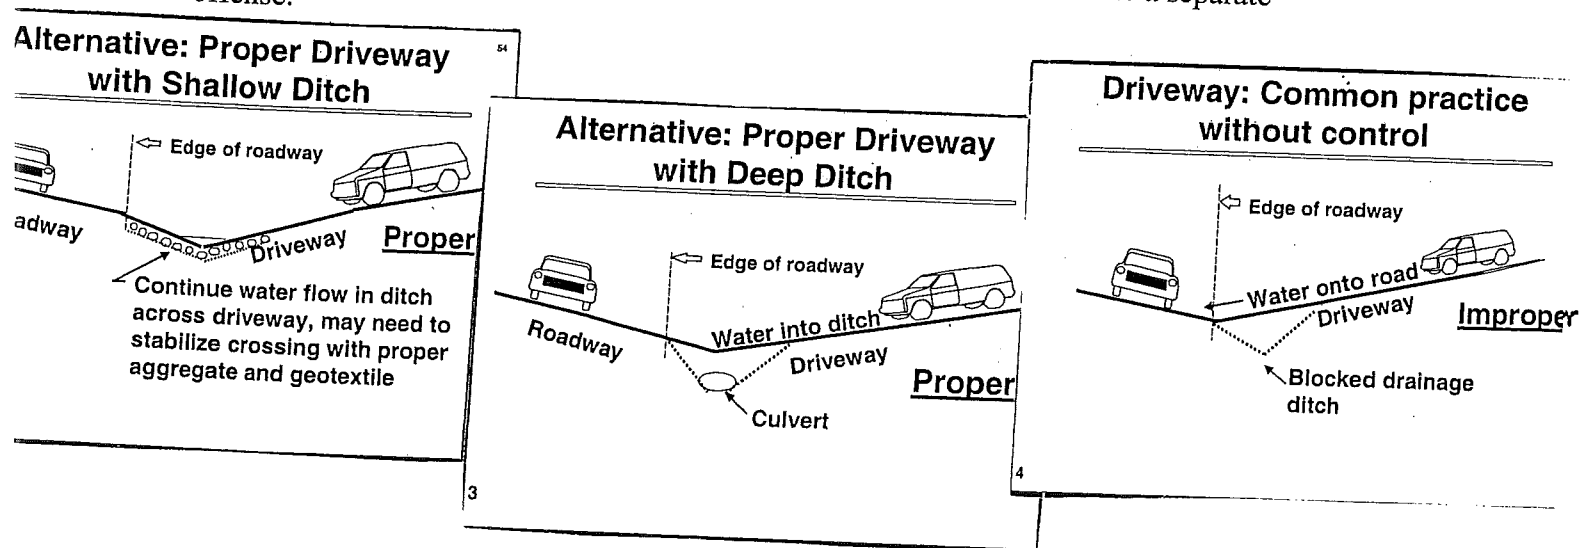 offense.
a separate
54
Alternative: Proper Driveway
with Shallow Ditch
Edge of roadway
adway
Driveway
Proper
Continue water flow in ditch
across driveway, may need to
stabilize crossing with proper
aggregate and geotextile
Alternative: Proper Driveway
with Deep Ditch
Edge of roadway
Water into ditch
Roadway
Driveway
Proper
Culvert
3
Driveway: Common practice
without control
Edge of roadway
Water onto road
Driveway
Improper
Blocked drainage
ditch
4